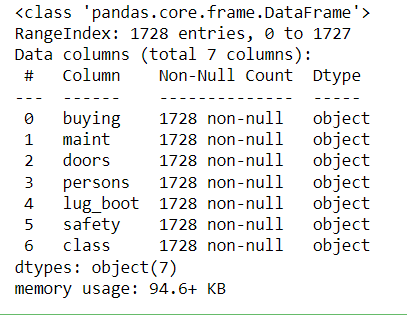 <class 'pandas.core.frame.DataFrame'>
RangeIndex: 1728 entries, 0 to 1727
Data columns (total 7 columns):
 #   Column    Non-Null Count  Dtype
---  ------    --------------  -----
 0   buying    1728 non-null   object
 1   maint     1728 non-null   object
 2   doors     1728 non-null   object
 3   persons   1728 non-null   object
 4   lug_boot  1728 non-null   object
 5   safety    1728 non-null   object
 6   class     1728 non-null   object
dtypes: object(7)
memory usage: 94.6+ KB